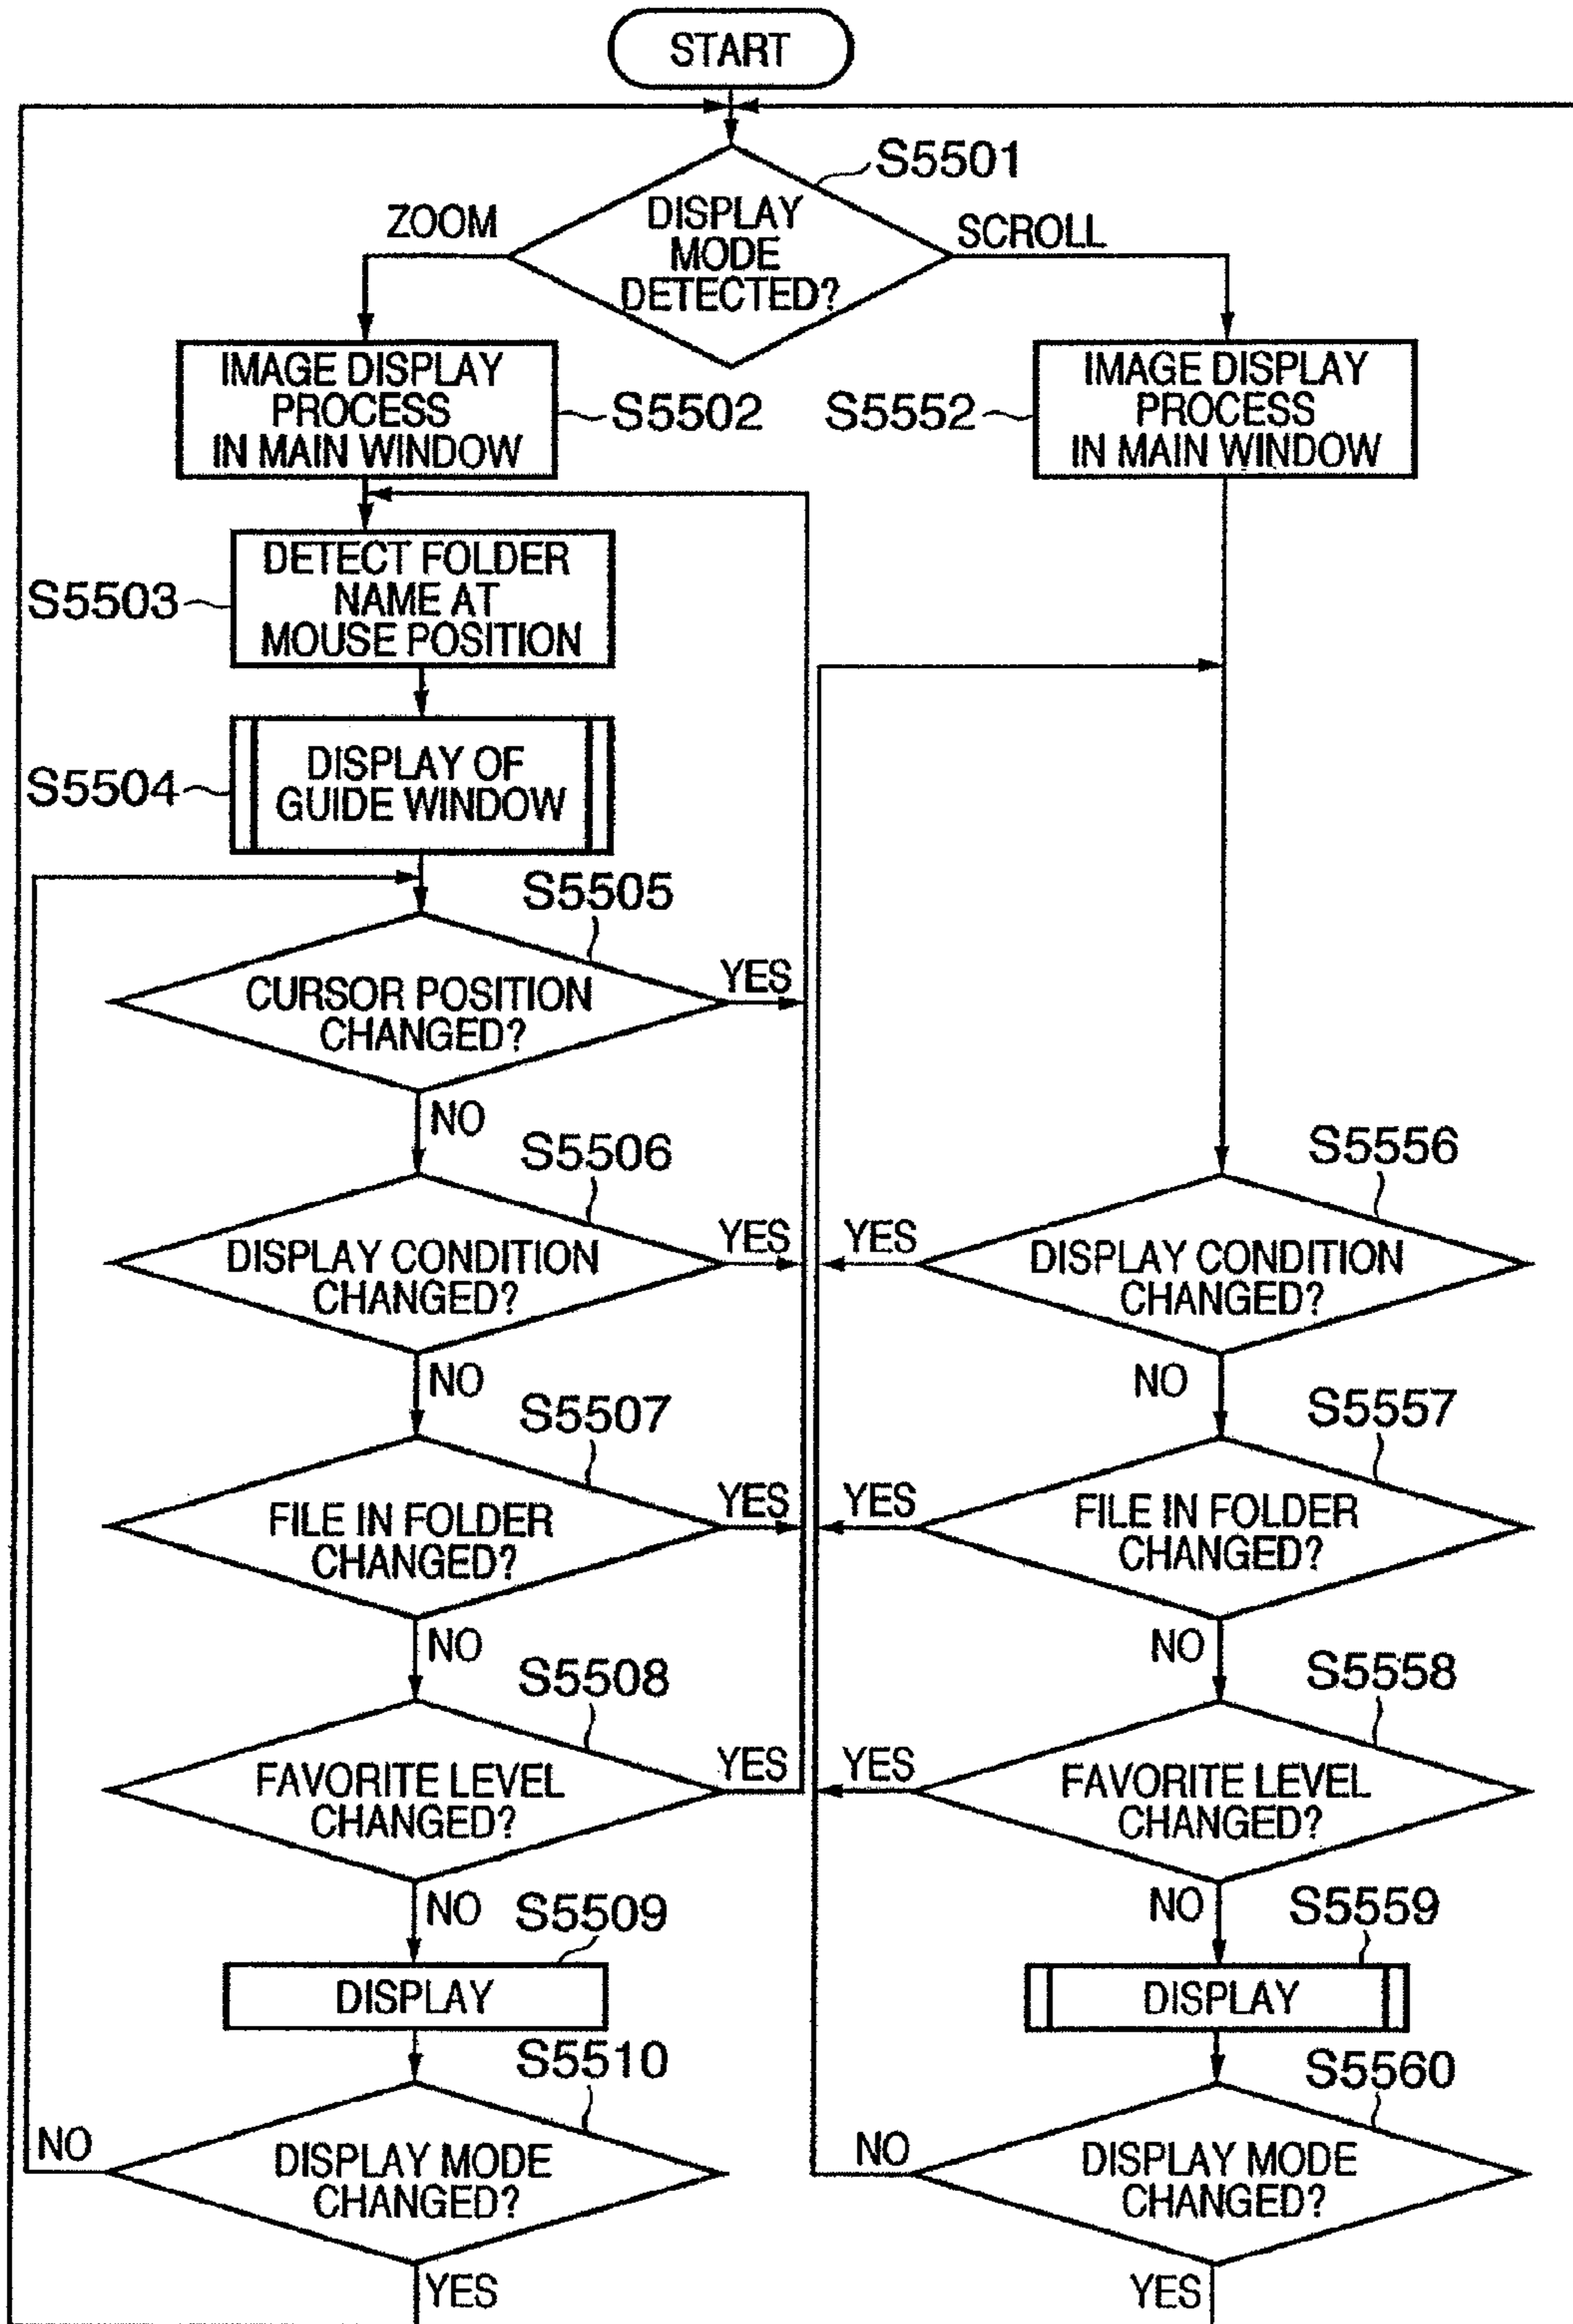 START
S5501
DISPLAY
MODE
DETECTED?
ZOOM
SCROLL
IMAGE DISPLAY
PROCESS
IN MAIN WINDOW
S5502
S5552
IMAGE DISPLAY
PROCESS
IN MAIN WINDOW
DETECT FOLDER
NAME AT
MOUSE POSITION
S5503
DISPLAY OF
GUIDE WINDOW
S5504
S5505
CURSOR POSITION
CHANGED?
YES
NO
S5506
DISPLAY CONDITION
CHANGED?
YES
YES
S5556
DISPLAY CONDITION
CHANGED?
NO
NO
S5507
FILE IN FOLDER
CHANGED?
YES
YES
S5557
FILE IN FOLDER
CHANGED?
NO
NO
S5508
FAVORITE LEVEL
CHANGED?
YES
YES
S5558
FAVORITE LEVEL
CHANGED?
NO
S5509
NO
S5559
DISPLAY
DISPLAY
S5510
S5560
NO
DISPLAY MODE
CHANGED?
NO
DISPLAY MODE
CHANGED?
YES
YES